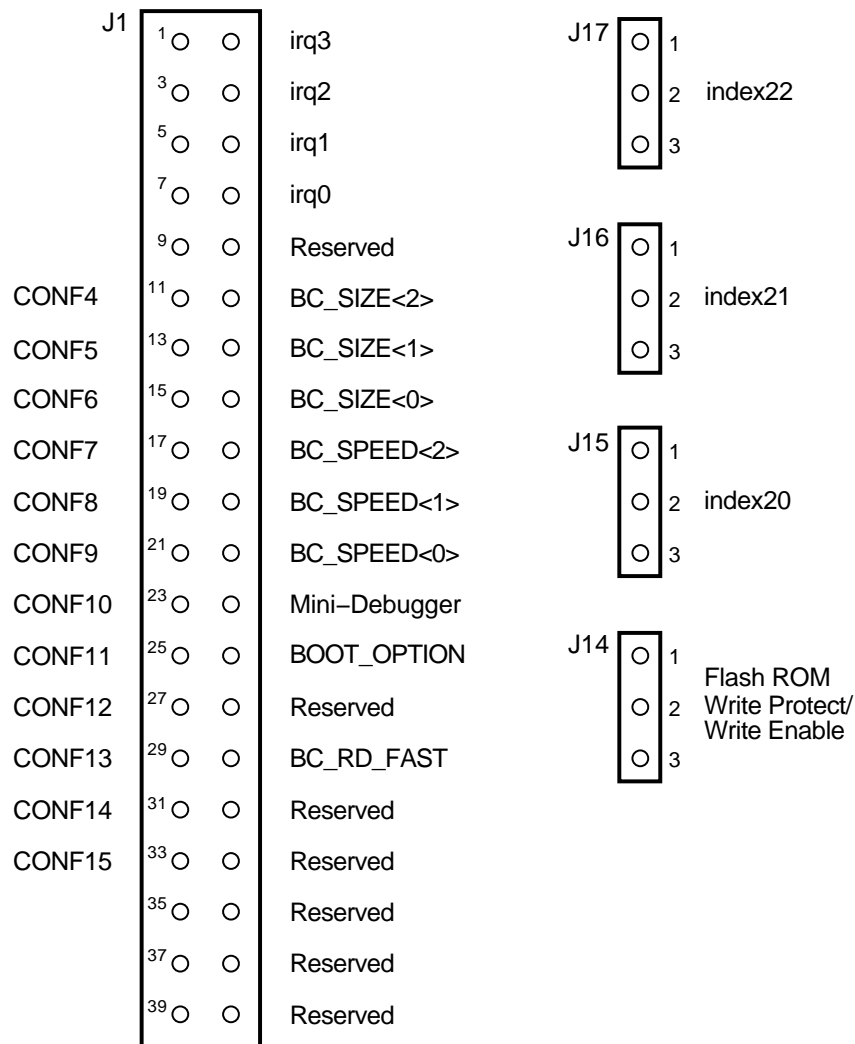 J1
1 irq3
3 irq2
5 irq1
7 irq0
9 Reserved
CONF4 11 BC_SIZE<2>
CONF5 13 BC_SIZE<1>
CONF6 15 BC_SIZE<0>
CONF7 17 BC_SPEED<2>
CONF8 19 BC_SPEED<1>
CONF9 21 BC_SPEED<0>
CONF10 23 Mini−Debugger
CONF11 25 BOOT_OPTION
CONF12 27 Reserved
CONF13 29 BC_RD_FAST
CONF14 31 Reserved
CONF15 33 Reserved
35 Reserved
37 Reserved
39 Reserved
J17
1
2 index22
3
J16
1
2 index21
3
J15
1
2 index20
3
J14
1
2
3
Flash ROM
Write Protect/
Write Enable